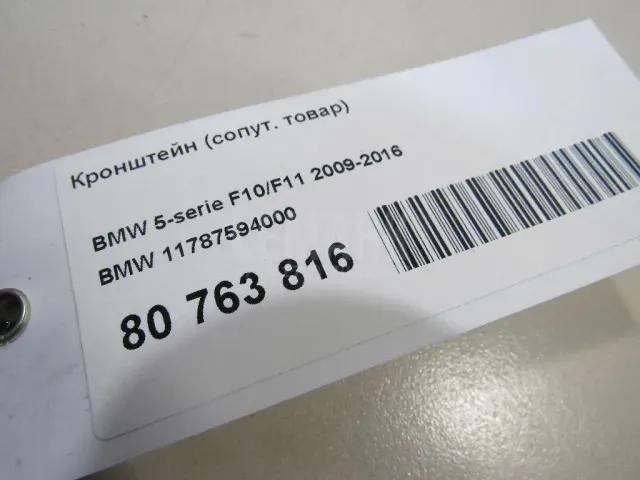 Кронштейн (сопут. товар)
BMW 5-serie F10/F11 2009-2016
BMW 11787594000
80 763 816